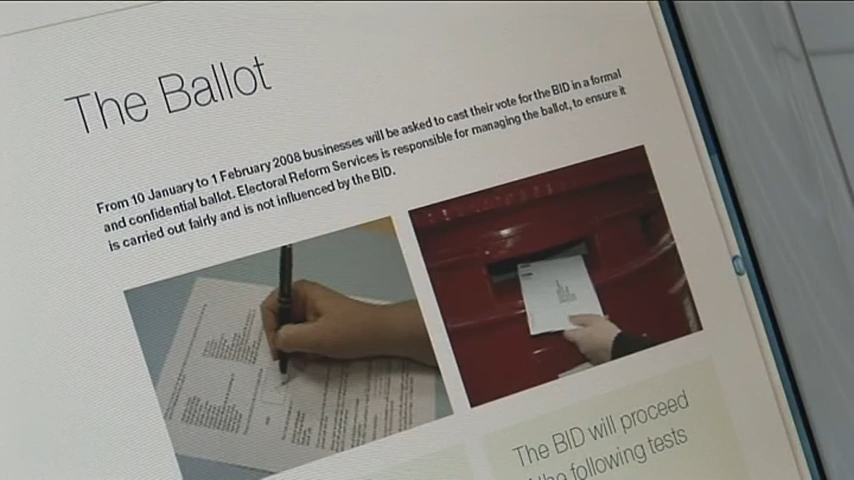 The Ballot
From 10 January to 1 February 2008 businesses will be asked to cast their vote for the BID in a formal
and confidential ballot. Electoral Reform Services is responsible for managing the ballot, to ensure it
is carried out fairly and is not influenced by the BID.
The BID will proceed
the following tests